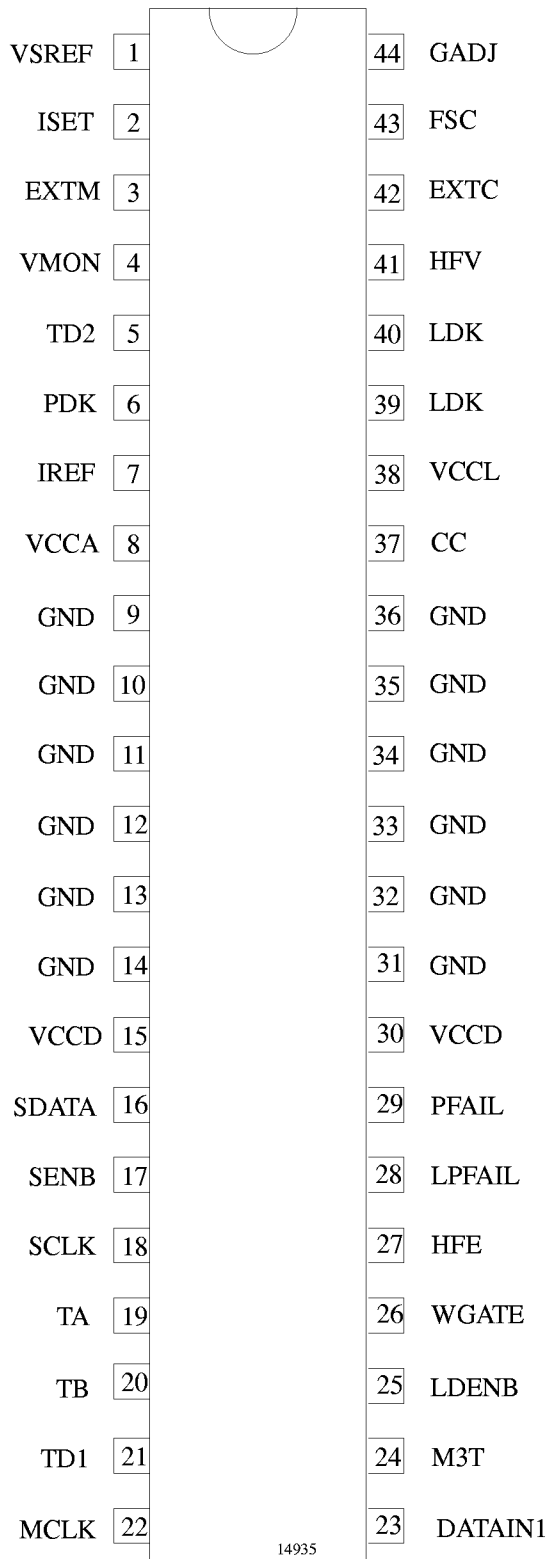 VSREF 1 44 GADJ
ISET 2 43 FSC
EXTM 3 42 EXTC
VMON 4 41 HFV
TD2 5 40 LDK
PDK 6 39 LDK
IREF 7 38 VCCL
VCCA 8 37 CC
GND 9 36 GND
GND 10 35 GND
GND 11 34 GND
GND 12 33 GND
GND 13 32 GND
GND 14 31 GND
VCCD 15 30 VCCD
SDATA 16 29 PFAIL
SENB 17 28 LPFAIL
SCLK 18 27 HFE
TA 19 26 WGATE
TB 20 25 LDENB
TD1 21 24 M3T
MCLK 22 23 DATAIN1
14935